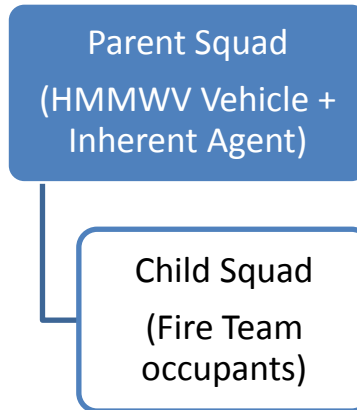 Parent Squad
(HMMWV Vehicle +
Inherent Agent)
Child Squad
(Fire Team
occupants)